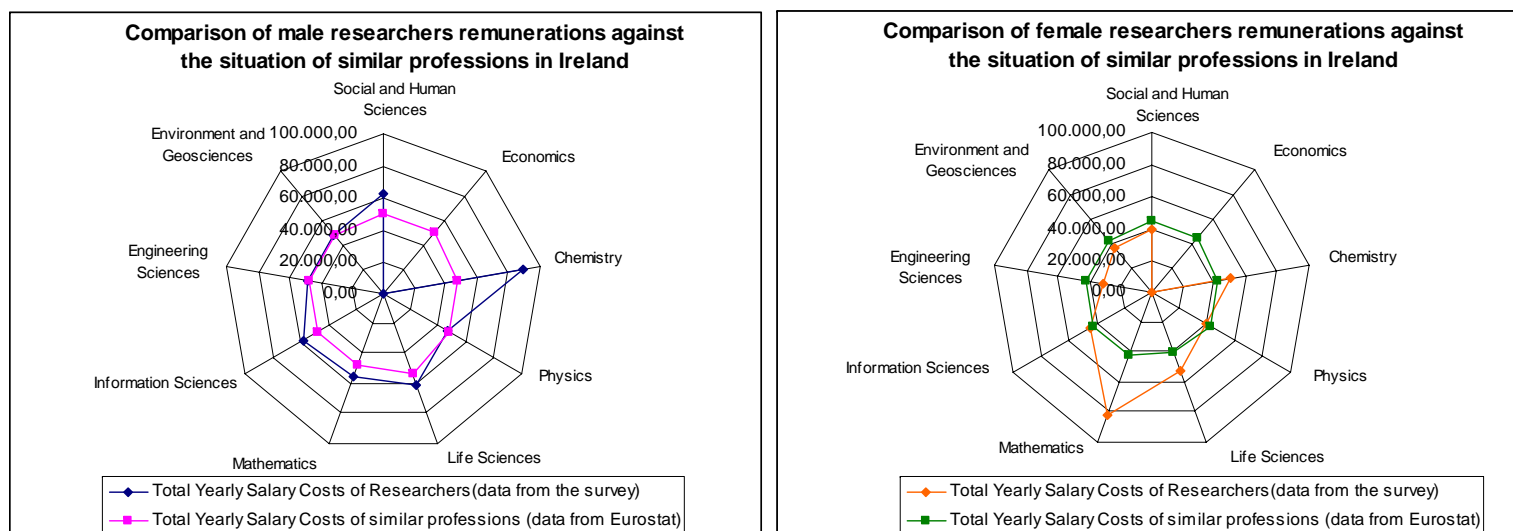 Comparison of male researchers remunerations against
the situation of similar professions in Ireland
Social and Human
Sciences
Economics
Chemistry
Physics
Life Sciences
Mathematics
Information Sciences
Engineering
Sciences
Environment and
Geosciences
100.000,00
80.000,00
60.000,00
40.000,00
20.000,00
0,00
Total Yearly Salary Costs of Researchers(data from the survey)
Total Yearly Salary Costs of similar professions (data from Eurostat)
Comparison of female researchers remunerations against
the situation of similar professions in Ireland
Social and Human
Sciences
Economics
Chemistry
Physics
Life Sciences
Mathematics
Information Sciences
Engineering
Sciences
Environment and
Geosciences
100.000,00
80.000,00
60.000,00
40.000,00
20.000,00
0,00
Total Yearly Salary Costs of Researchers(data from the survey)
Total Yearly Salary Costs of similar professions (data from Eurostat)